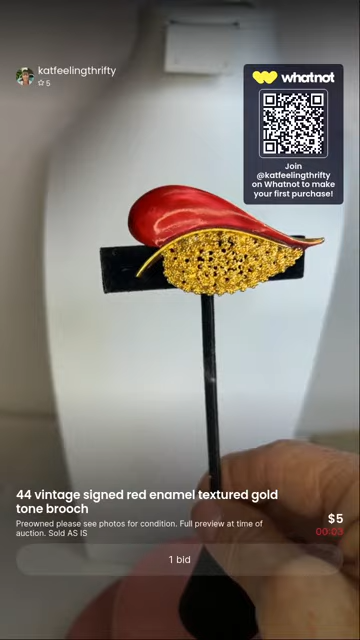 katfeelingthrifty
☆5
whatnot
Join
@katfeelingthrifty
on Whatnot to make
your first purchase!
44 vintage signed red enamel textured gold
tone brooch
$5
Preowned please see photos for condition. Full preview at time of
auction. Sold AS IS
00:03
1 bid